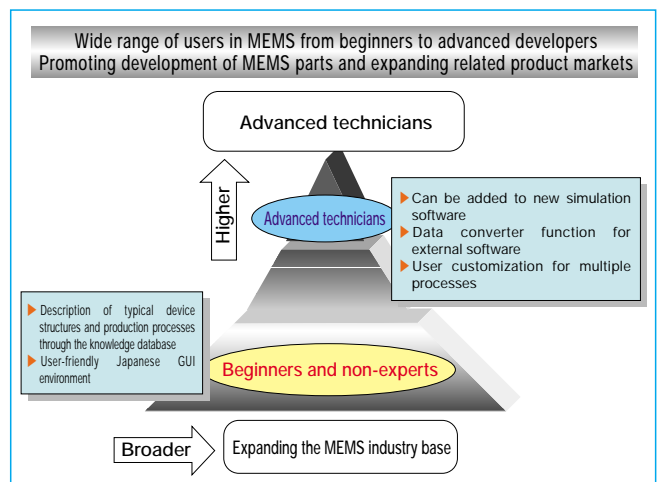 Wide range of users in MEMS from beginners to advanced developers
Promoting development of MEMS parts and expanding related product markets
Advanced technicians
Higher
Advanced technicians
Can be added to new simulation
software
Data converter function for
external software
User customization for multiple
processes
Description of typical device
structures and production processes
through the knowledge database
User-friendly Japanese GUI
environment
Beginners and non-experts
Broader
Expanding the MEMS industry base